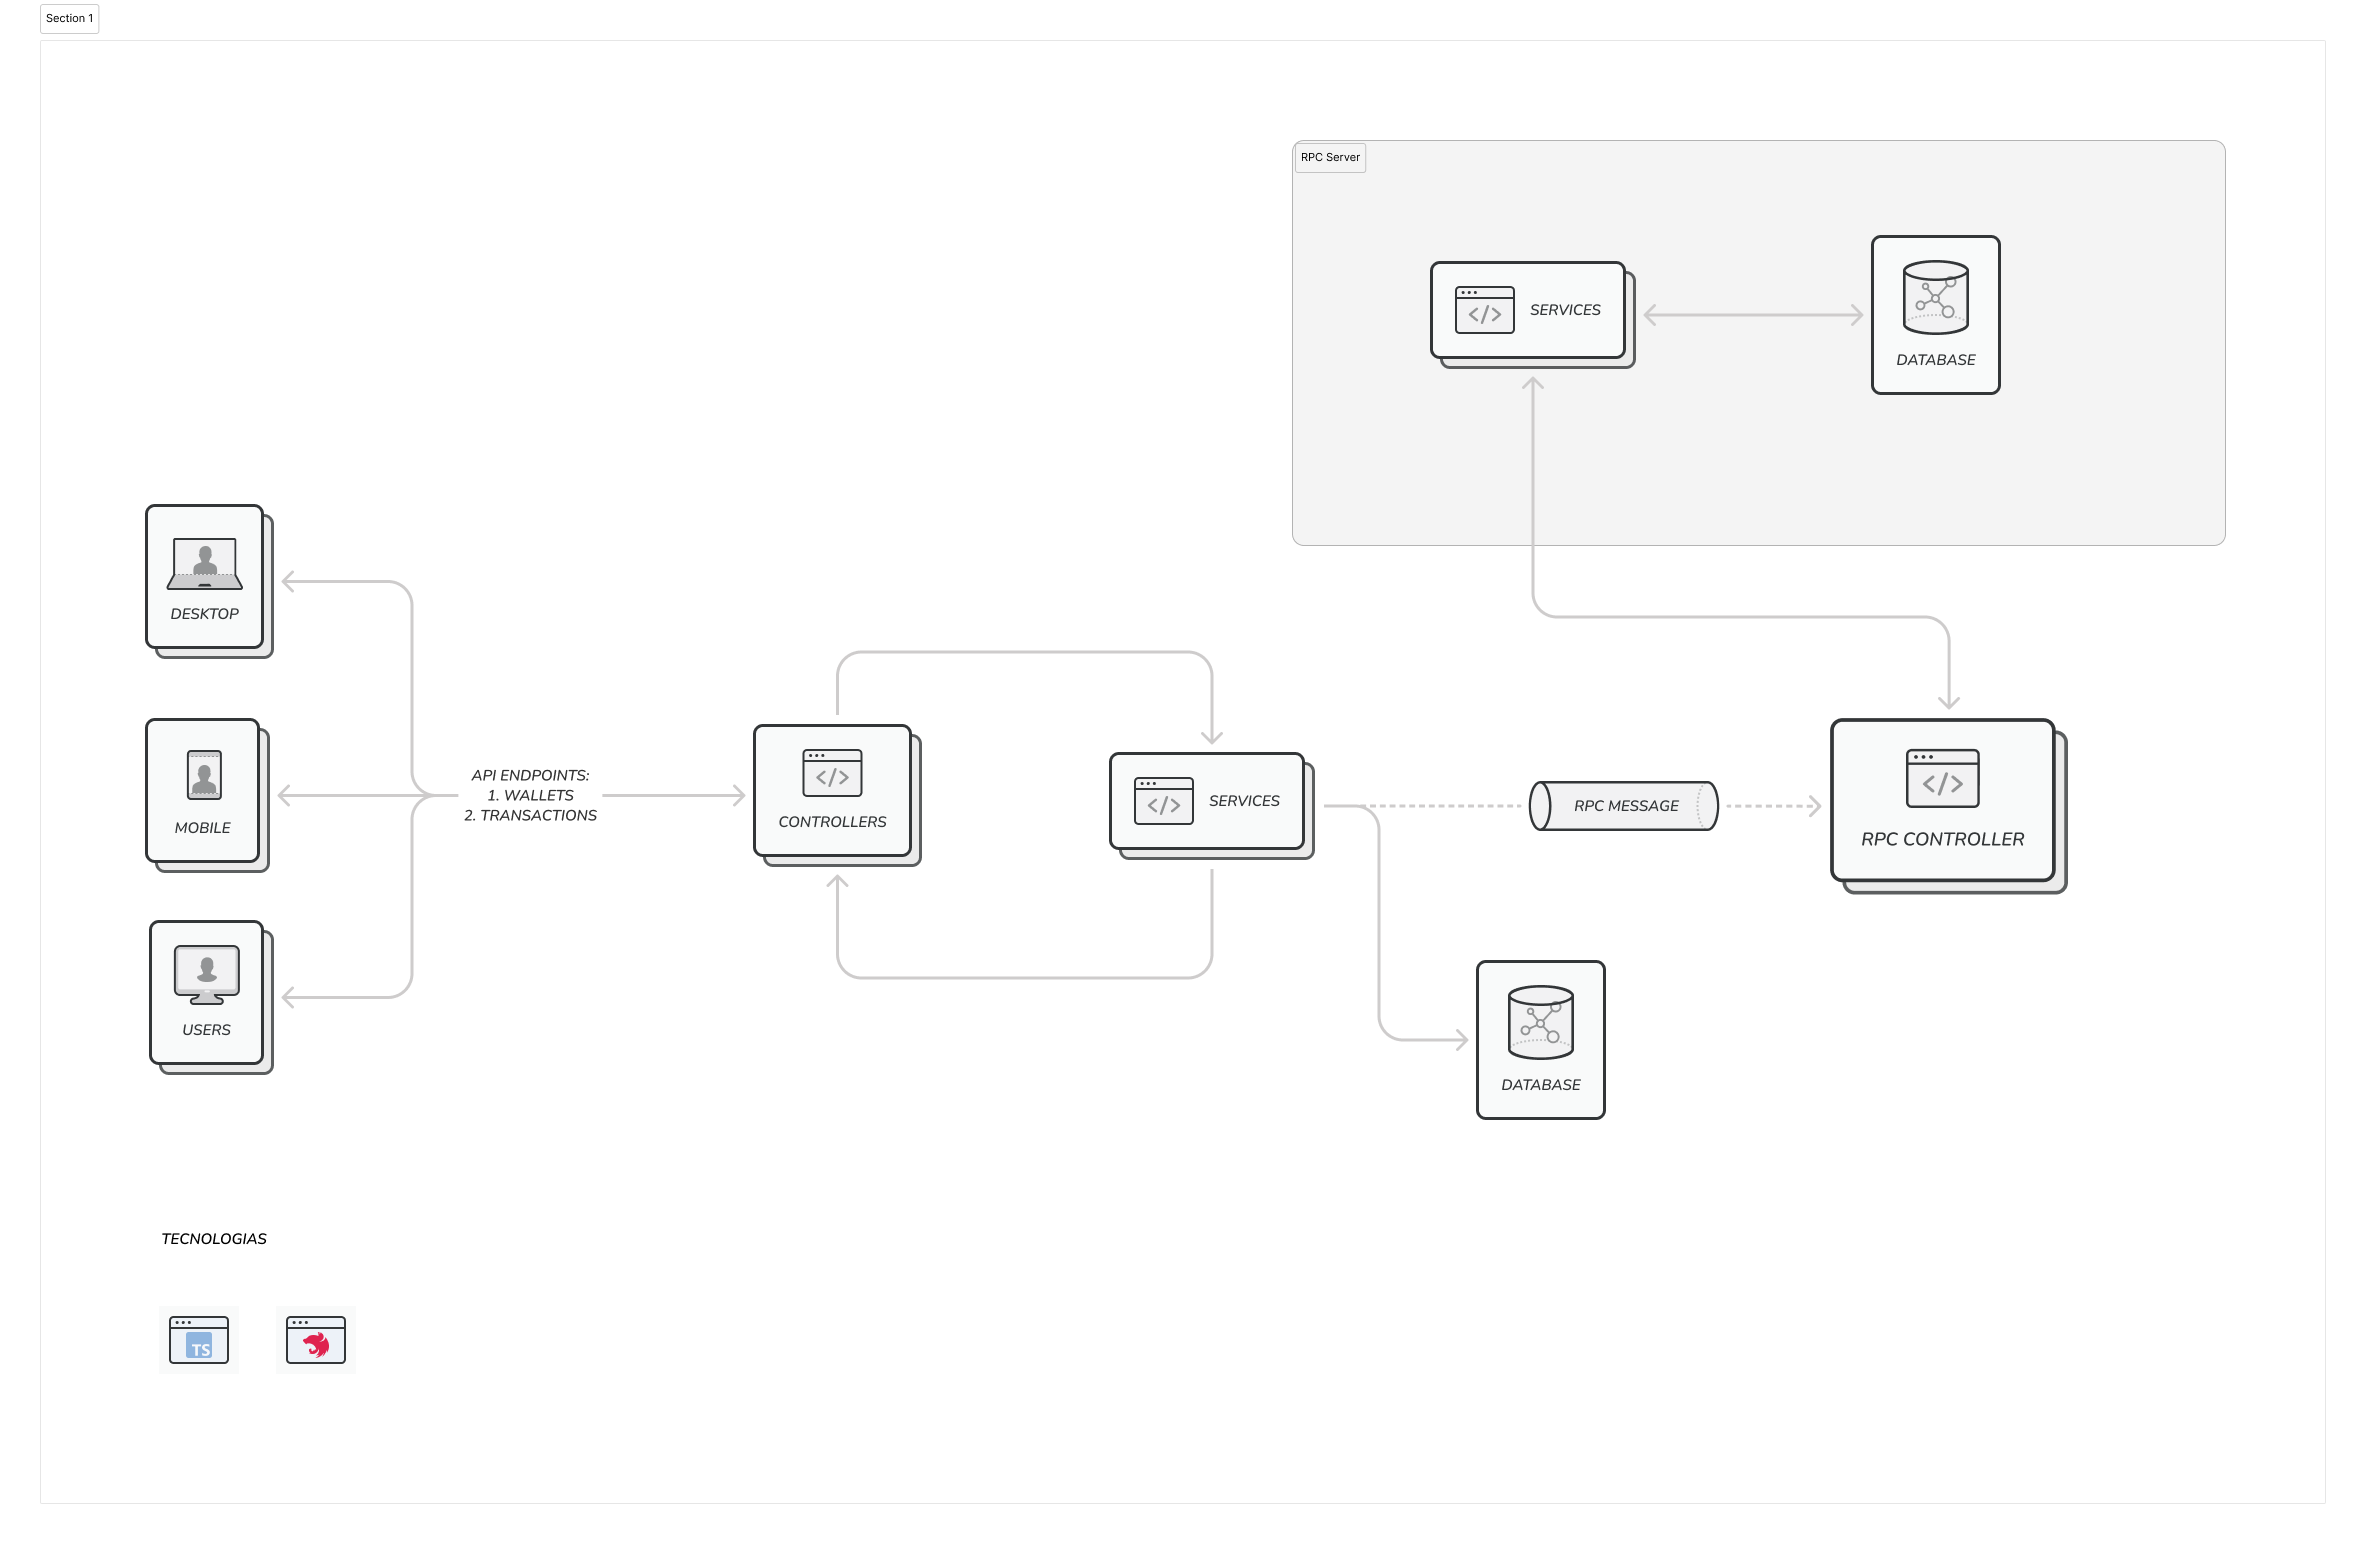 Section 1
RPC Server
SERVICES
DATABASE
DESKTOP
MOBILE
USERS
API ENDPOINTS:
1. WALLETS
2. TRANSACTIONS
CONTROLLERS
SERVICES
RPC MESSAGE
RPC CONTROLLER
DATABASE
TECNOLOGIAS
TS